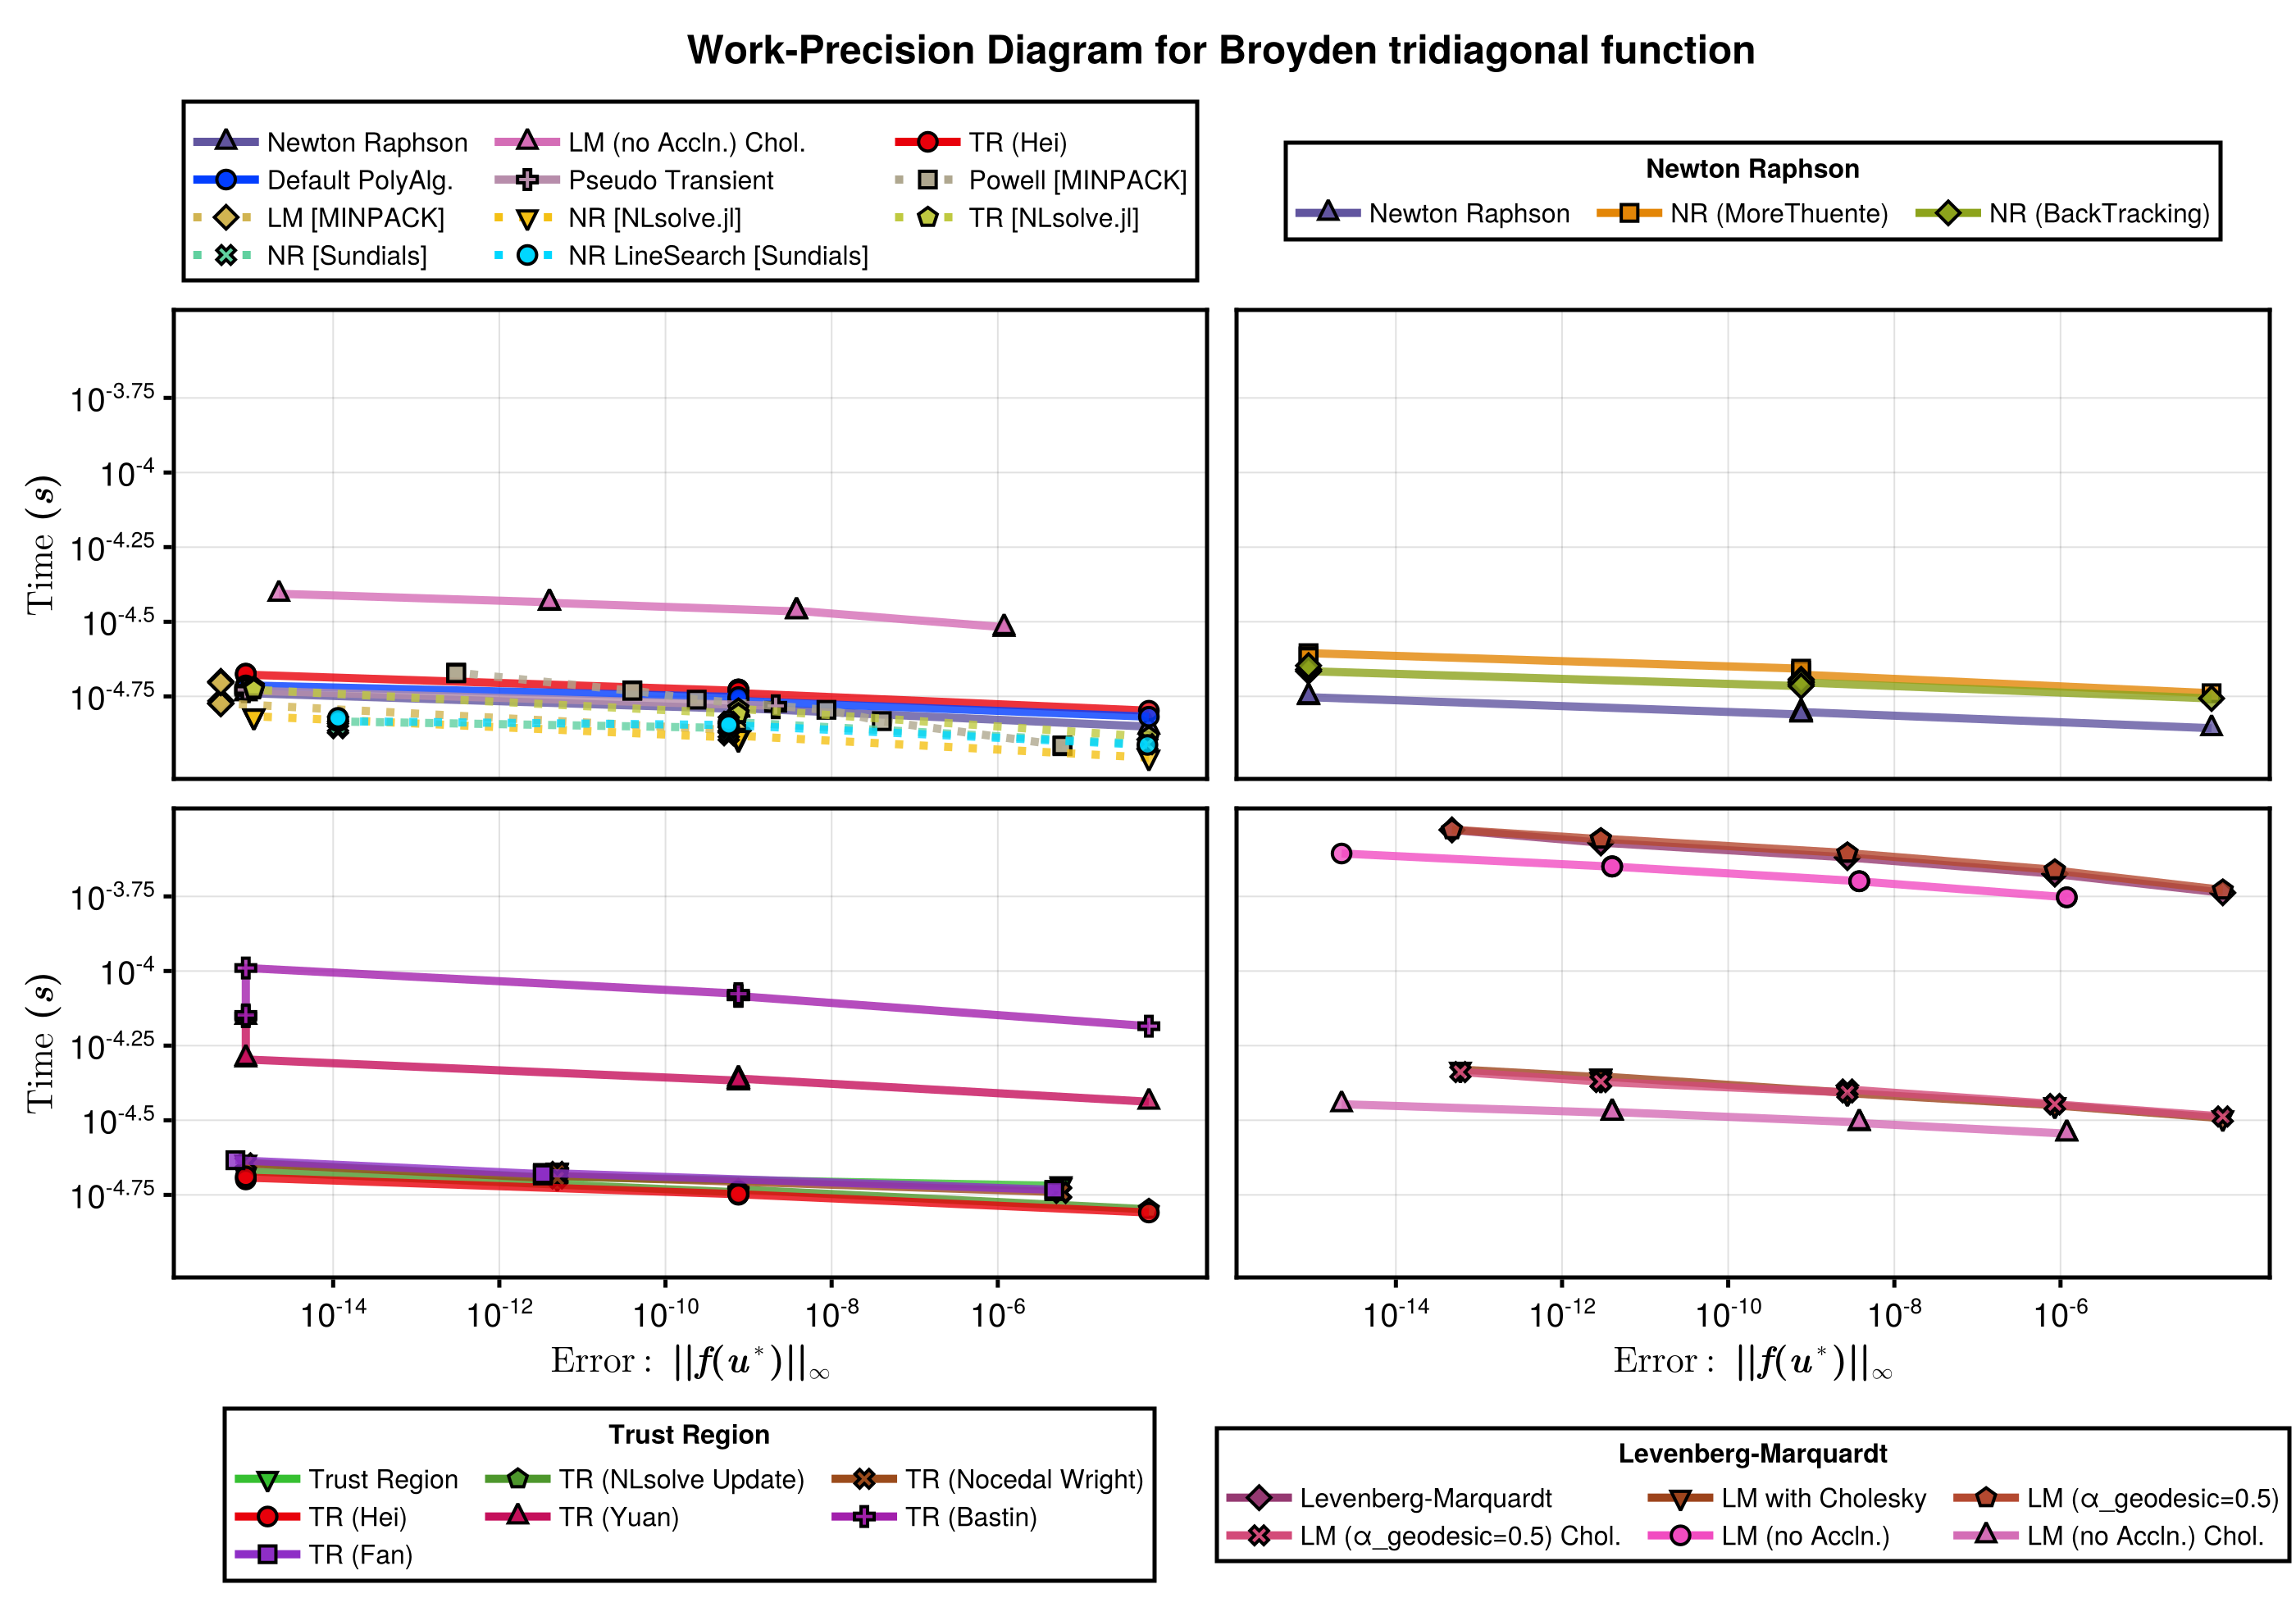 Work-Precision Diagram for Broyden tridiagonal function
Newton Raphson LM (no Accln.) Chol. TR (Hei)
Default PolyAlg. Pseudo Transient Powell [MINPACK]
LM [MINPACK] NR [NLsolve.jl] TR [NLsolve.jl]
NR [Sundials] NR LineSearch [Sundials]
Newton Raphson
Newton Raphson NR (MoreThuente) NR (BackTracking)
Time (s)
10^-3.75
10^-4
10^-4.25
10^-4.5
10^-4.75
Time (s)
10^-3.75
10^-4
10^-4.25
10^-4.5
10^-4.75
10^-14 10^-12 10^-10 10^-8 10^-6
Error: ||f(u*)||∞
10^-14 10^-12 10^-10 10^-8 10^-6
Error: ||f(u*)||∞
Trust Region
Trust Region TR (NLsolve Update) TR (Nocedal Wright)
TR (Hei) TR (Yuan) TR (Bastin)
TR (Fan)
Levenberg-Marquardt
Levenberg-Marquardt LM with Cholesky LM (α_geodesic=0.5)
LM (α_geodesic=0.5) Chol. LM (no Accln.) LM (no Accln.) Chol.